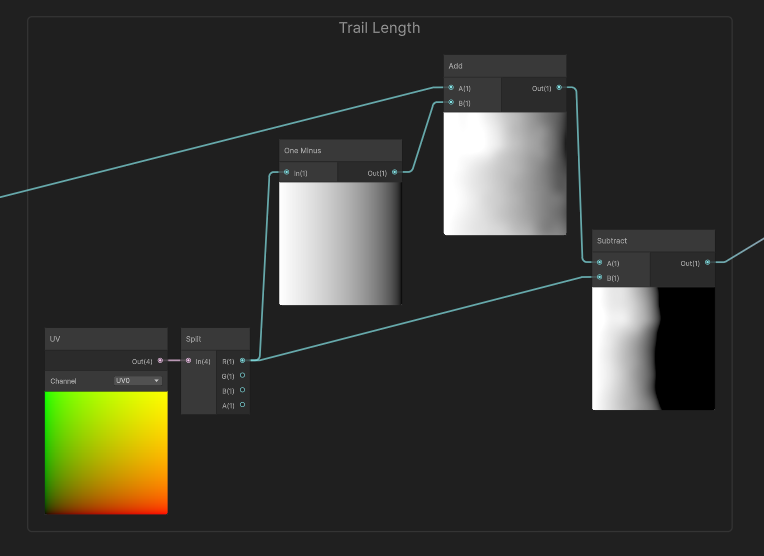 Trail Length
Add
A(1) Out(1)
B(1)
One Minus
In(1) Out(1)
Subtract
A(1) Out(1)
B(1)
UV
Out(4)
Channel UV0
Split
In(4) R(1)
G(1)
B(1)
A(1)